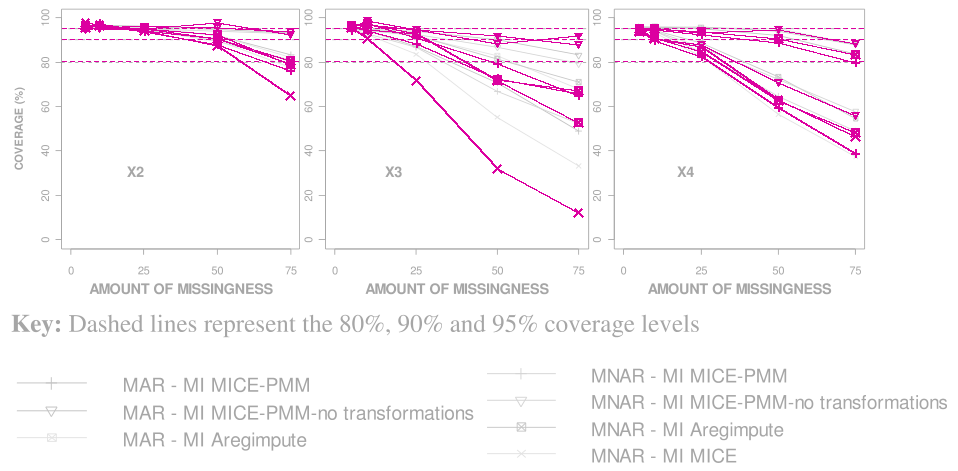 COVERAGE (%)
100
80
60
40
20
0
X2
0 25 50 75
AMOUNT OF MISSINGNESS
100
80
60
40
20
0
X3
0 25 50 75
AMOUNT OF MISSINGNESS
100
80
60
40
20
0
X4
0 25 50 75
AMOUNT OF MISSINGNESS
Key: Dashed lines represent the 80%, 90% and 95% coverage levels
MAR - MI MICE-PMM
MAR - MI MICE-PMM-no transformations
MAR - MI Aregimpute
MNAR - MI MICE-PMM
MNAR - MI MICE-PMM-no transformations
MNAR - MI Aregimpute
MNAR - MI MICE